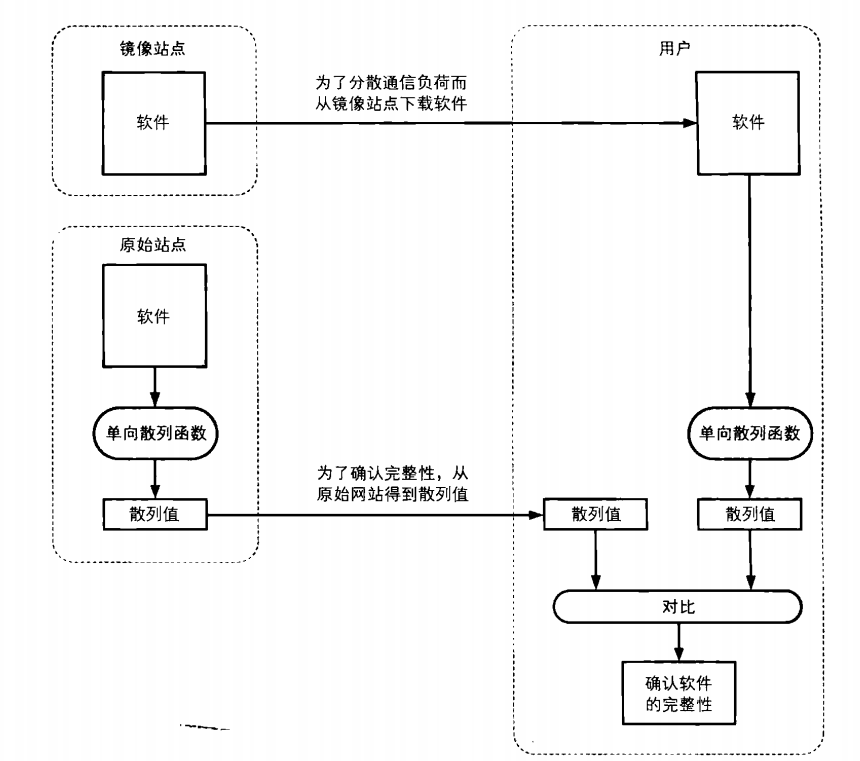 镜像站点
软件
为了分散通信负荷而
从镜像站点下载软件
用户
软件
原始站点
软件
单向散列函数
散列值
为了确认完整性，从
原始网站得到散列值
单向散列函数
散列值
散列值
对比
确认软件
的完整性